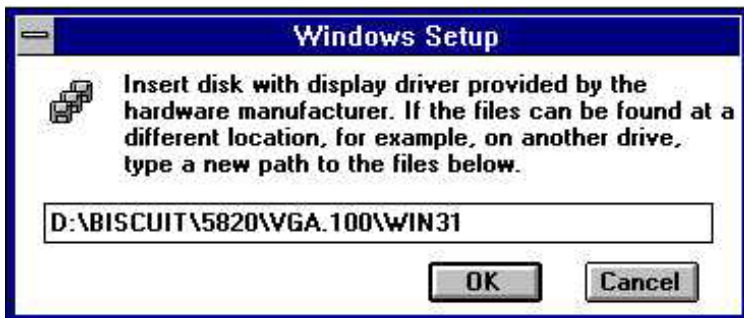 Windows Setup
Insert disk with display driver provided by the
hardware manufacturer. If the files can be found at a
different location, for example, on another drive,
type a new path to the files below.
D:\BISCUIT\5820\VGA.100\WIN31
OK
Cancel